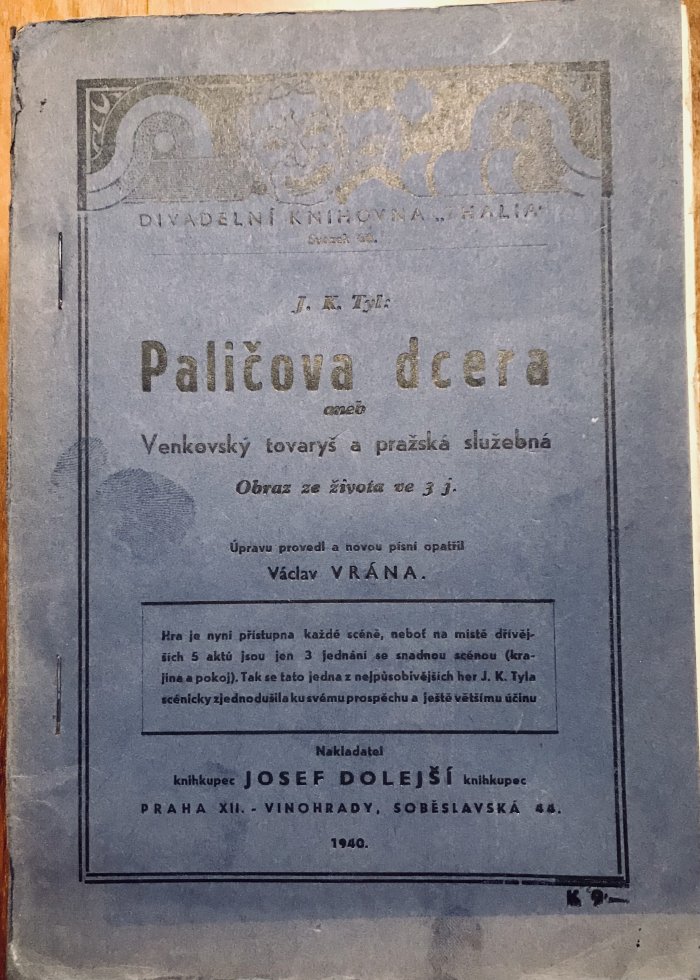 DIVADELNÍ KNIHOVNA „THALIA"
Svazek
J. K. Tyl:
Paličova dcera
aneb
Venkovský tovaryš a pražská služebná
Obraz ze života ve 3 j.
Úpravu provedl a novou písní opatřil
Václav VRÁNA.
Hra je nyní přístupna každé scéně, neboť na místě dřívěj-
ších 5 aktů jsou jen 3 jednání se snadnou scénou (kra-
jina a pokoj). Tak se tato jedna z nejpůsobivějších her J. K. Tyla
scénicky zjednodušila ku svému prospěchu a ještě většímu účinu
Nakladatel
knihkupec JOSEF DOLEJŠÍ knihkupec
PRAHA XII. - VINOHRADY, SOBĚSLAVSKÁ 44.
1940.
K 9·—